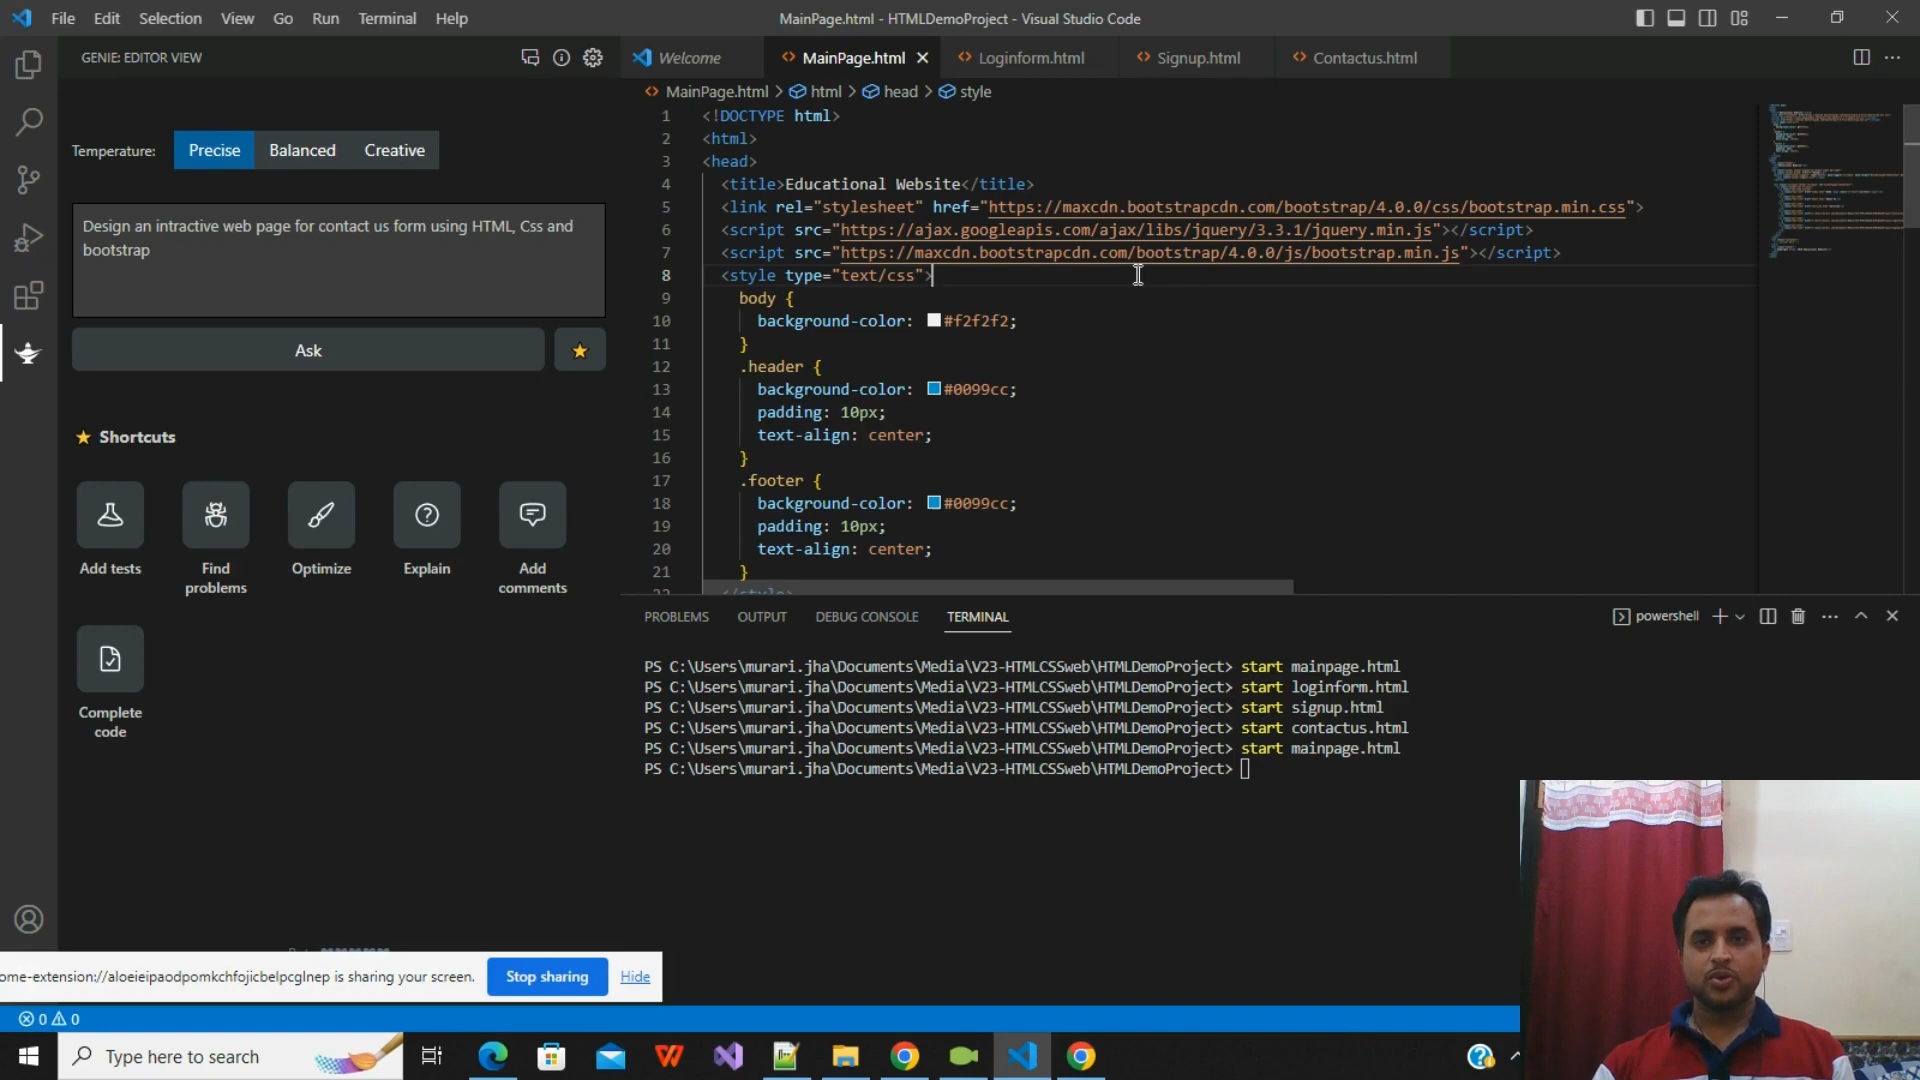 File Edit Selection View Go Run Terminal Help
MainPage.html - HTMLDemoProject - Visual Studio Code
GENIE: EDITOR VIEW
Welcome MainPage.html Loginform.html Signup.html Contactus.html
MainPage.html > html > head > style
Temperature: Precise Balanced Creative
Design an intractive web page for contact us form using HTML, Css and
bootstrap
Ask
Shortcuts
Add tests
Find
problems
Optimize
Explain
Add
comments
Complete
code
1 <!DOCTYPE html>
2 <html>
3 <head>
4 <title>Educational Website</title>
5 <link rel="stylesheet" href="https://maxcdn.bootstrapcdn.com/bootstrap/4.0.0/css/bootstrap.min.css">
6 <script src="https://ajax.googleapis.com/ajax/libs/jquery/3.3.1/jquery.min.js"></script>
7 <script src="https://maxcdn.bootstrapcdn.com/bootstrap/4.0.0/js/bootstrap.min.js"></script>
8 <style type="text/css">
9 body {
10 background-color: #f2f2f2;
11 }
12 .header {
13 background-color: #0099cc;
14 padding: 10px;
15 text-align: center;
16 }
17 .footer {
18 background-color: #0099cc;
19 padding: 10px;
20 text-align: center;
21 }
22 </style>
PROBLEMS OUTPUT DEBUG CONSOLE TERMINAL powershell
PS C:\Users\murari.jha\Documents\Media\V23-HTMLCSSweb\HTMLDemoProject> start mainpage.html
PS C:\Users\murari.jha\Documents\Media\V23-HTMLCSSweb\HTMLDemoProject> start loginform.html
PS C:\Users\murari.jha\Documents\Media\V23-HTMLCSSweb\HTMLDemoProject> start signup.html
PS C:\Users\murari.jha\Documents\Media\V23-HTMLCSSweb\HTMLDemoProject> start contactus.html
PS C:\Users\murari.jha\Documents\Media\V23-HTMLCSSweb\HTMLDemoProject> start mainpage.html
PS C:\Users\murari.jha\Documents\Media\V23-HTMLCSSweb\HTMLDemoProject>
ome-extension://aloeieipaodpomkchfojicbelpcglnep is sharing your screen. Stop sharing Hide
0 0
Type here to search